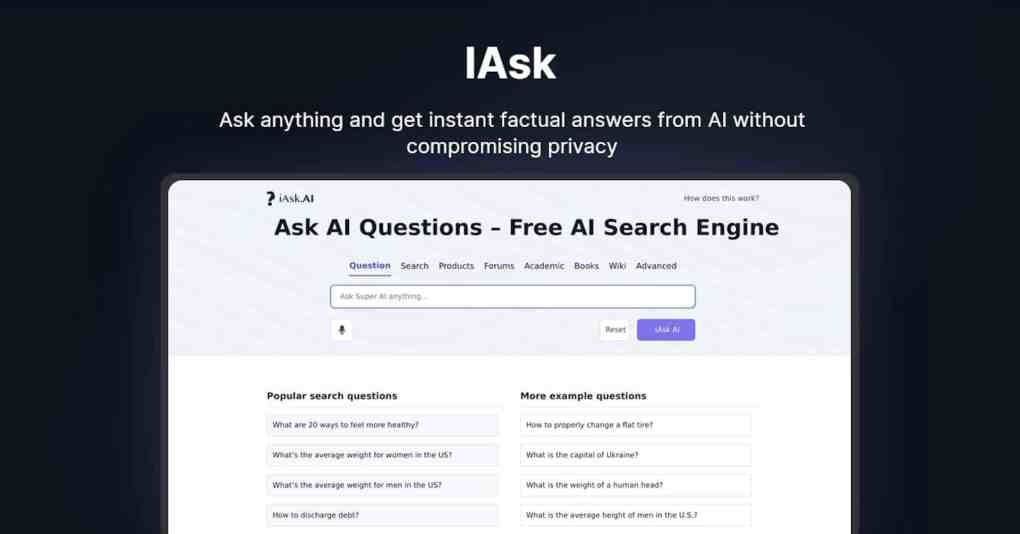 IAsk
Ask anything and get instant factual answers from AI without
compromising privacy
iAsk.AI
How does this work?
Ask AI Questions – Free AI Search Engine
Question Search Products Forums Academic Books Wiki Advanced
Ask Super AI anything...
Reset
iAsk AI
Popular search questions
What are 20 ways to feel more healthy?
What's the average weight for women in the US?
What's the average weight for men in the US?
How to discharge debt?
More example questions
How to properly change a flat tire?
What is the capital of Ukraine?
What is the weight of a human head?
What is the average height of men in the U.S.?